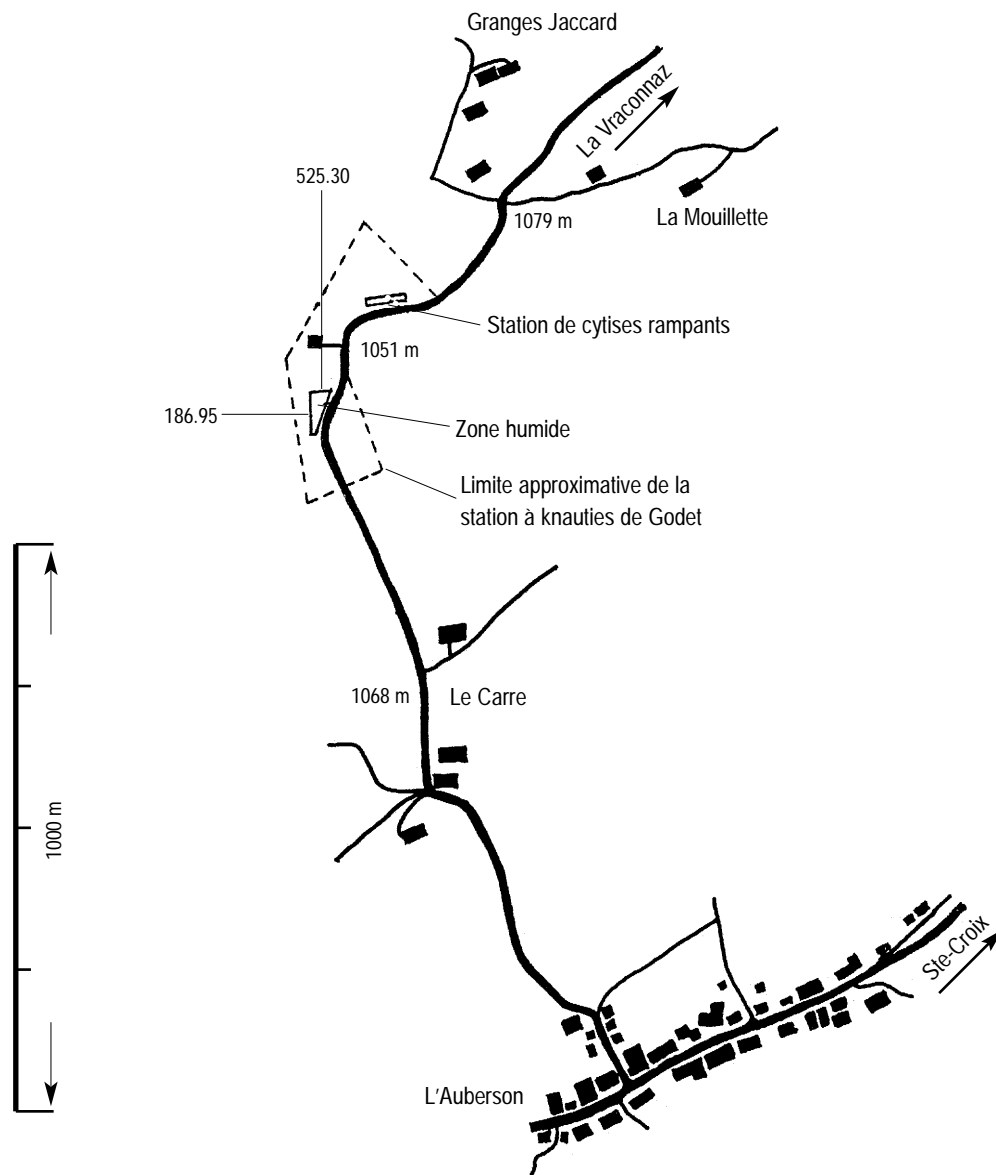 Granges Jaccard
La Vraconnaz
525.30
La Mouillette
1079 m
Station de cytises rampants
1051 m
186.95
Zone humide
Limite approximative de la
station à knauties de Godet
1068 m
Le Carre
1000 m
Ste-Croix
L'Auberson